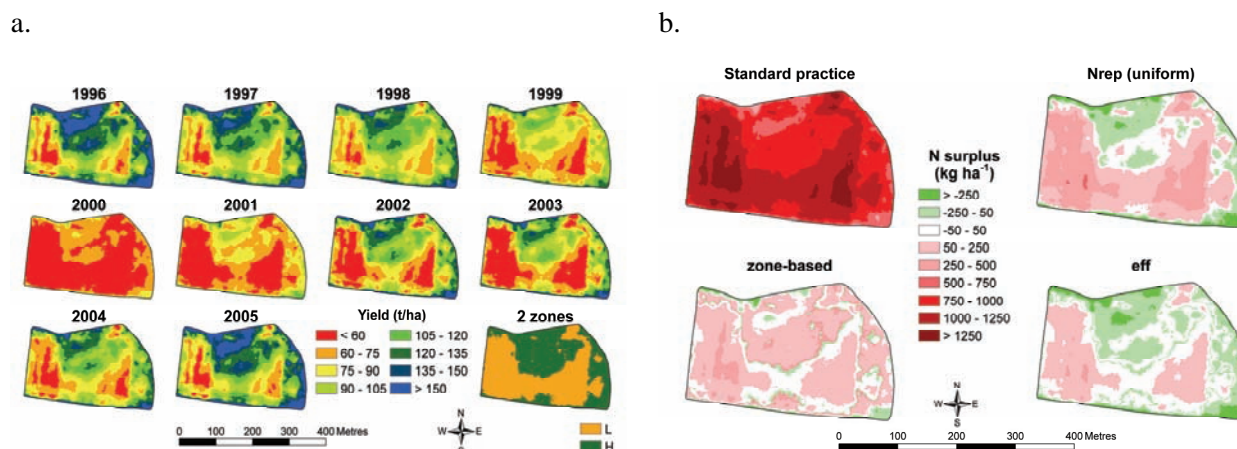 a.
1996
1997
1998
1999
2000
2001
2002
2003
2004
2005
Yield (t/ha)
< 60
60 - 75
75 - 90
90 - 105
105 - 120
120 - 135
135 - 150
> 150
2 zones
L
H
N
W
E
0 100 200 300 400 Metres
b.
Standard practice
Nrep (uniform)
N surplus
(kg ha-1)
> -250
-250 - 50
-50 - 50
50 - 250
250 - 500
500 - 750
750 - 1000
1000 - 1250
> 1250
zone-based
eff
N
W
E
S
0 100 200 300 400 Metres